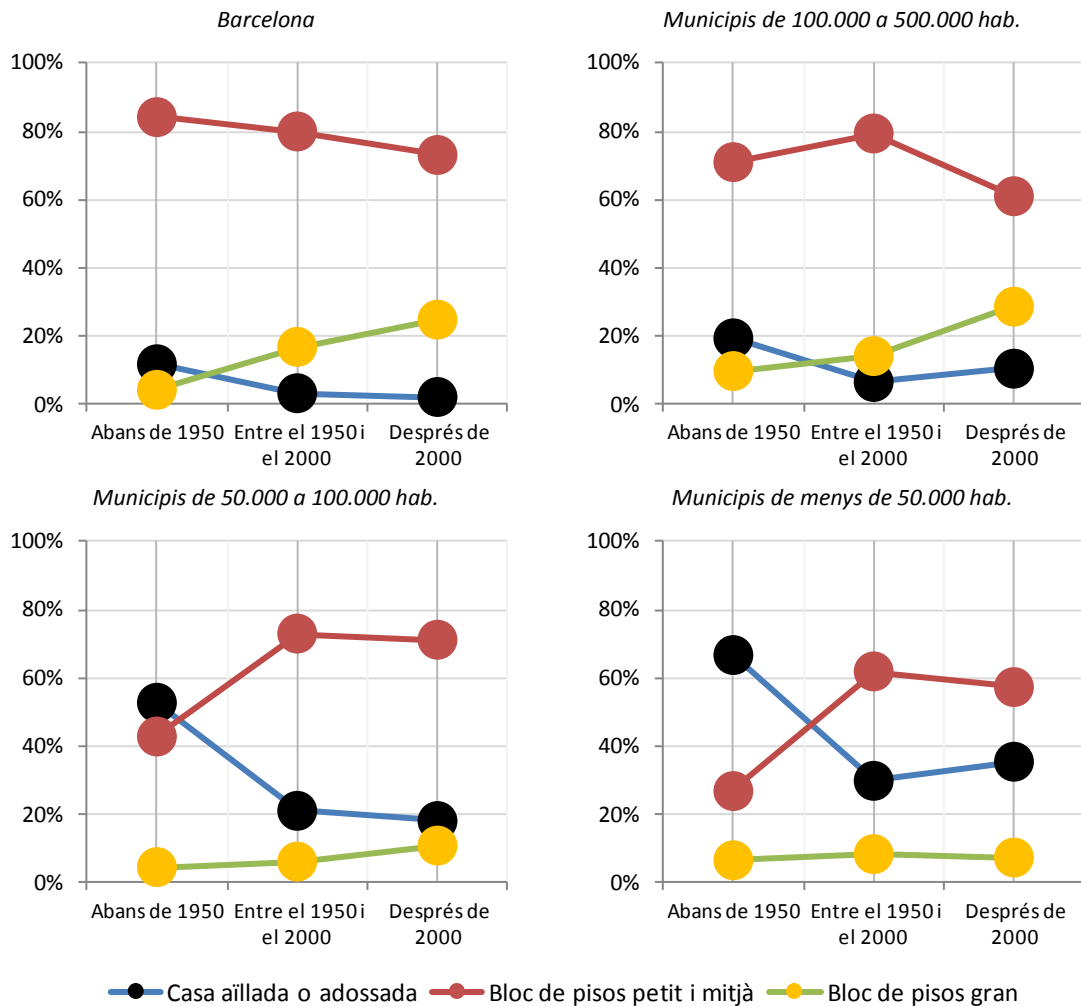 Barcelona
100%
80%
60%
40%
20%
0%
Abans de 1950
Entre el 1950 i
el 2000
Després de
2000
Municipis de 100.000 a 500.000 hab.
100%
80%
60%
40%
20%
0%
Abans de 1950
Entre el 1950 i
el 2000
Després de
2000
Municipis de 50.000 a 100.000 hab.
100%
80%
60%
40%
20%
0%
Abans de 1950
Entre el 1950 i
el 2000
Després de
2000
Municipis de menys de 50.000 hab.
100%
80%
60%
40%
20%
0%
Abans de 1950
Entre el 1950 i
el 2000
Després de
2000
Casa aïllada o adossada
Bloc de pisos petit i mitjà
Bloc de pisos gran